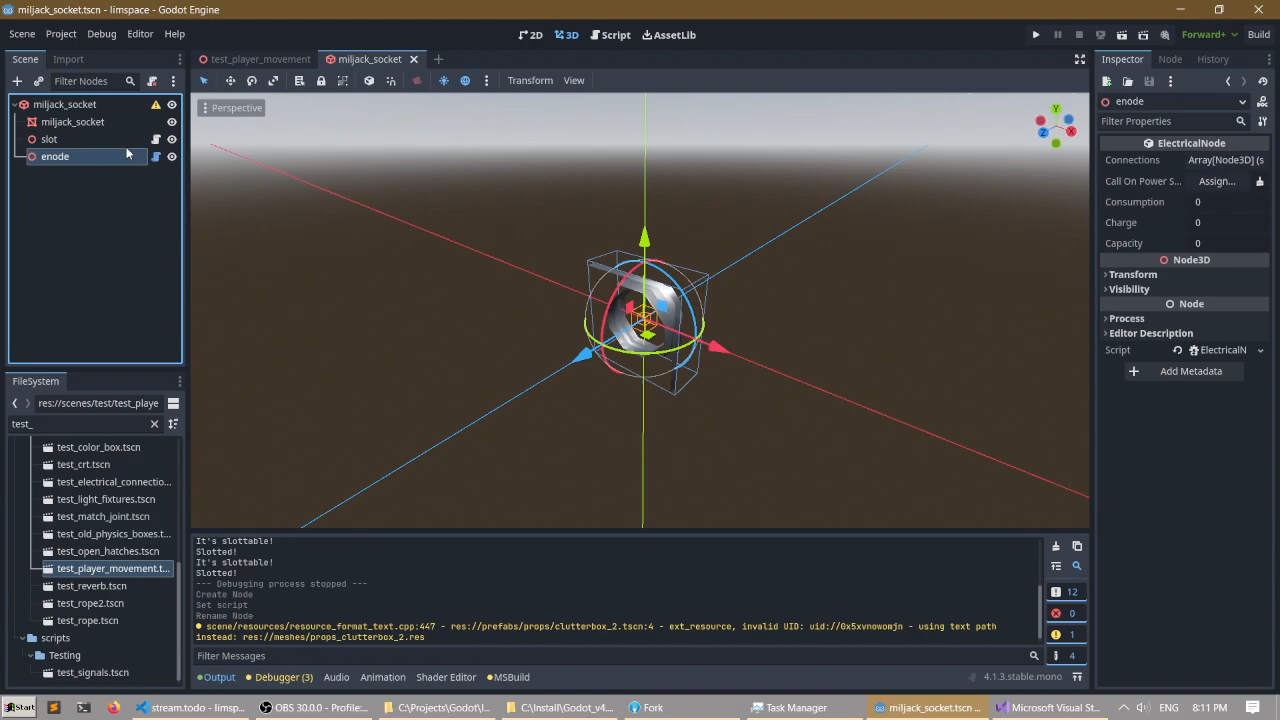 miljack_socket.tscn - limspace - Godot Engine
Scene Project Debug Editor Help
2D 3D Script AssetLib
Forward+ Build
Scene Import
test_player_movement miljack_socket
Inspector Node History
Filter Nodes
Transform View
Perspective
miljack_socket
miljack_socket
slot
enode
Y
Z X
enode
Filter Properties
ElectricalNode
Connections Array[Node3D] (s
Call On Power S... Assign...
Consumption 0
Charge 0
Capacity 0
Node3D
Transform
Visibility
Node
Process
Editor Description
Script ElectricalN
Add Metadata
FileSystem
res://scenes/test/test_playe
test_
test_color_box.tscn
test_crt.tscn
test_electrical_connectio...
test_light_fixtures.tscn
test_match_joint.tscn
test_old_physics_boxes.t...
test_open_hatches.tscn
test_player_movement.t...
test_reverb.tscn
test_rope2.tscn
test_rope.tscn
scripts
Testing
test_signals.tscn
It's slottable!
Slotted!
It's slottable!
Slotted!
--- Debugging process stopped ---
Create Node
Set script
Rename Node
scene/resources/resource_format_text.cpp:447 - res://prefabs/props/clutterbox_2.tscn:4 - ext_resource, invalid UID: uid://0x5xvnowomjn - using text path
instead: res://meshes/props_clutterbox_2.res
12
0
1
4
Filter Messages
Output Debugger (3) Audio Animation Shader Editor MSBuild
4.1.3.stable.mono
Start stream.todo - limsp... OBS 30.0.0 - Profile:... C:\Projects\Godot\l... C:\Install\Godot_v4... Fork Task Manager miljack_socket.tscn ... Microsoft Visual St... 8:11 PM